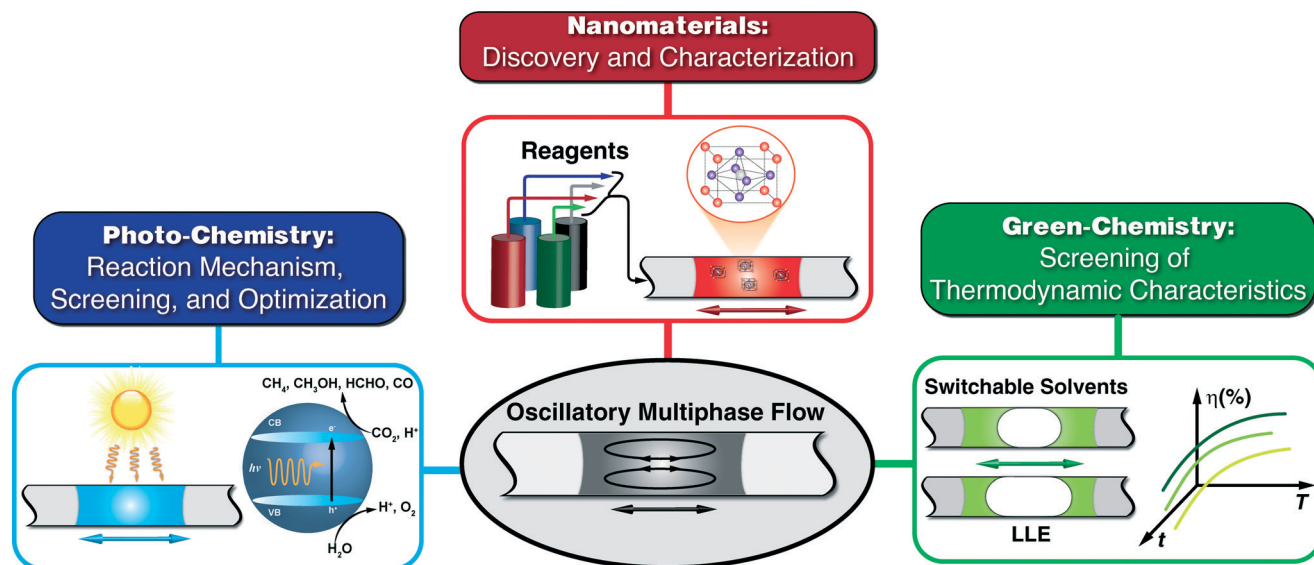 Nanomaterials:
Discovery and Characterization
Reagents
Photo-Chemistry:
Reaction Mechanism,
Screening, and Optimization
Green-Chemistry:
Screening of
Thermodynamic Characteristics
CH₄, CH₃OH, HCHO, CO
CB
e⁻
CO₂, H⁺
hν
VB
h⁺
H⁺, O₂
H₂O
Oscillatory Multiphase Flow
Switchable Solvents
LLE
η(%)
T
t